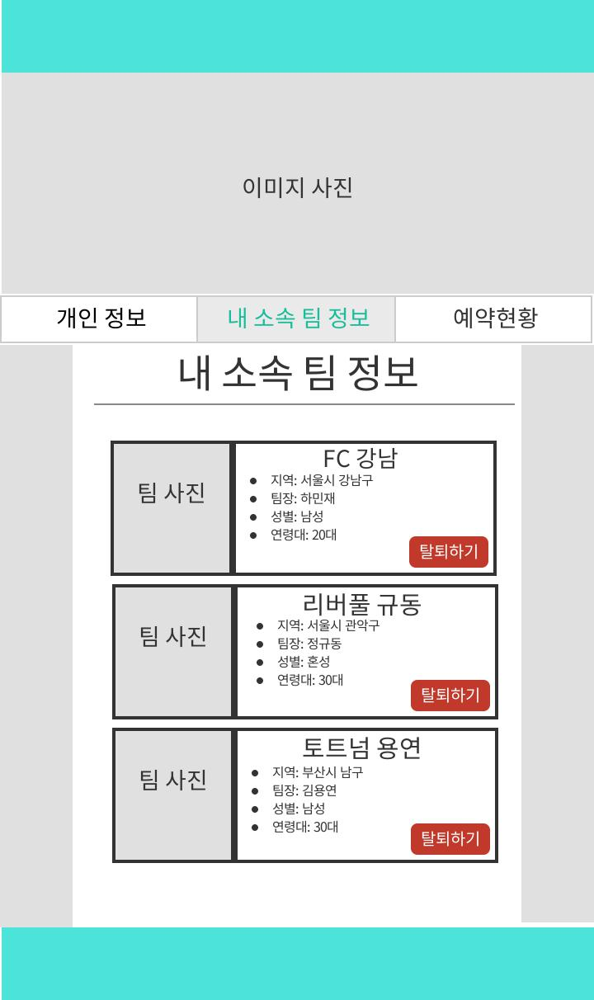 이미지 사진
개인 정보
내 소속 팀 정보
예약현황
내 소속 팀 정보
팀 사진
FC 강남
● 지역: 서울시 강남구
● 팀장: 하민재
● 성별: 남성
● 연령대: 20대
탈퇴하기
팀 사진
리버풀 규동
● 지역: 서울시 관악구
● 팀장: 정규동
● 성별: 혼성
● 연령대: 30대
탈퇴하기
팀 사진
토트넘 용연
● 지역: 부산시 남구
● 팀장: 김용연
● 성별: 남성
● 연령대: 30대
탈퇴하기